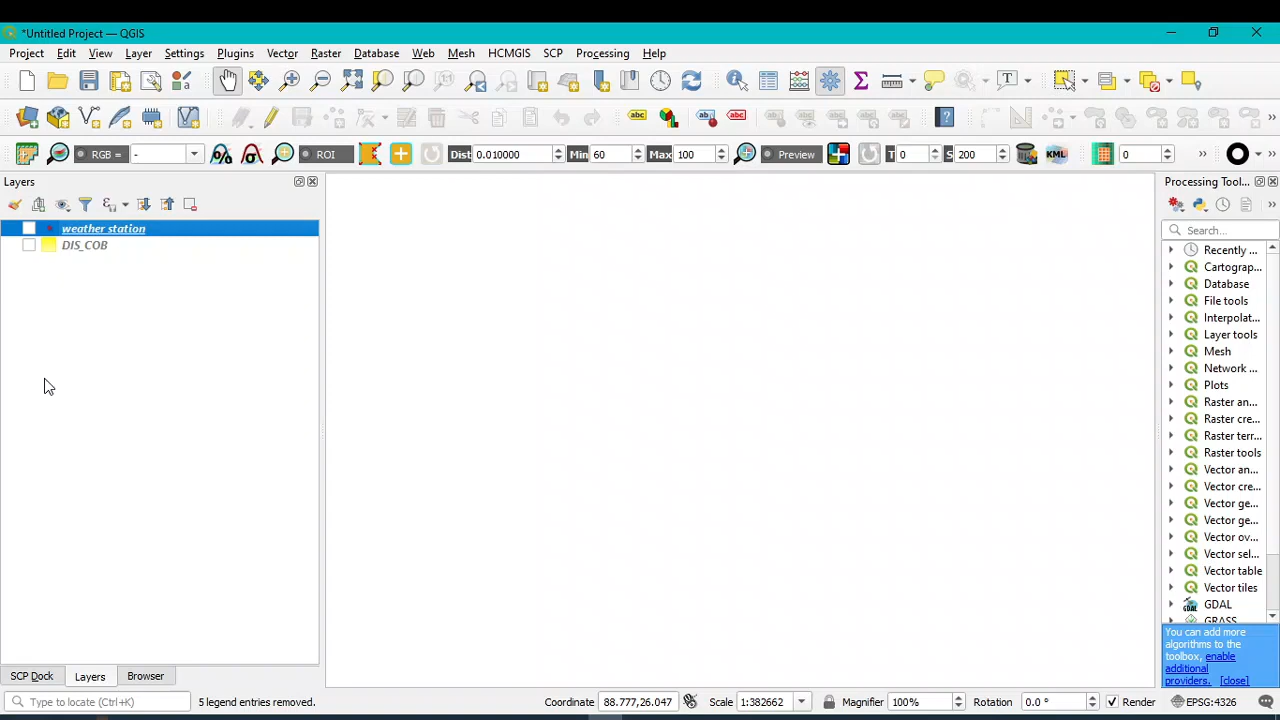 *Untitled Project — QGIS
Project Edit View Layer Settings Plugins Vector Raster Database Web Mesh HCMGIS SCP Processing Help
RGB = - ROI Dist 0.010000 Min 60 Max 100 Preview T 0 S 200 KML 0
Layers
weather station
DIS_COB
SCP Dock Layers Browser
Processing Tool...
Search...
Recently ...
Cartograp...
Database
File tools
Interpolat...
Layer tools
Mesh
Network ...
Plots
Raster an...
Raster cre...
Raster terr...
Raster tools
Vector an...
Vector cre...
Vector ge...
Vector ge...
Vector ov...
Vector sel...
Vector table
Vector tiles
GDAL
GRASS
You can add more
algorithms to the
toolbox, enable
additional
providers. [close]
Type to locate (Ctrl+K) 5 legend entries removed. Coordinate 88.777,26.047 Scale 1:382662 Magnifier 100% Rotation 0.0 ° Render EPSG:4326